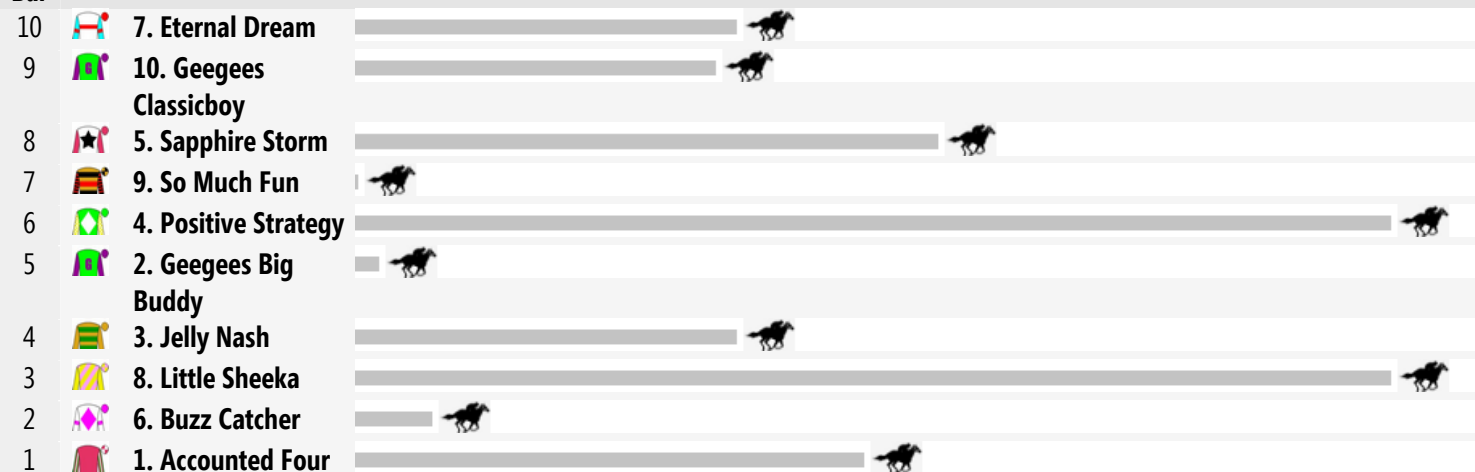 10 7. Eternal Dream
9 G 10. Geegees
Classicboy
8 5. Sapphire Storm
7 9. So Much Fun
6 4. Positive Strategy
5 G 2. Geegees Big
Buddy
4 3. Jelly Nash
3 8. Little Sheeka
2 6. Buzz Catcher
1 1. Accounted Four